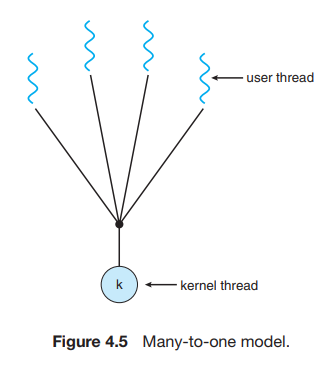 user thread
k
kernel thread
Figure 4.5 Many-to-one model.